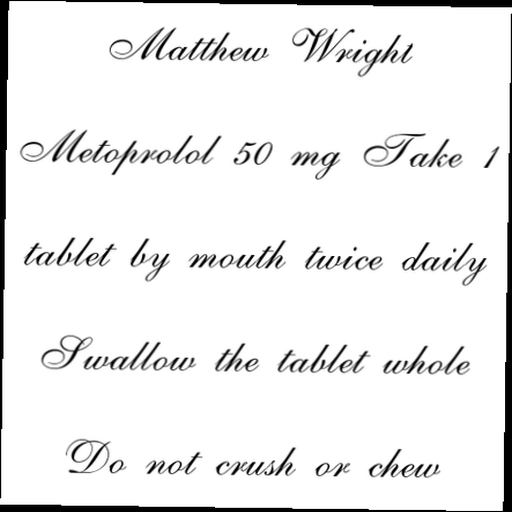 Matthew Wright
Metoprolol 50 mg Take 1
tablet by mouth twice daily
Swallow the tablet whole
Do not crush or chew